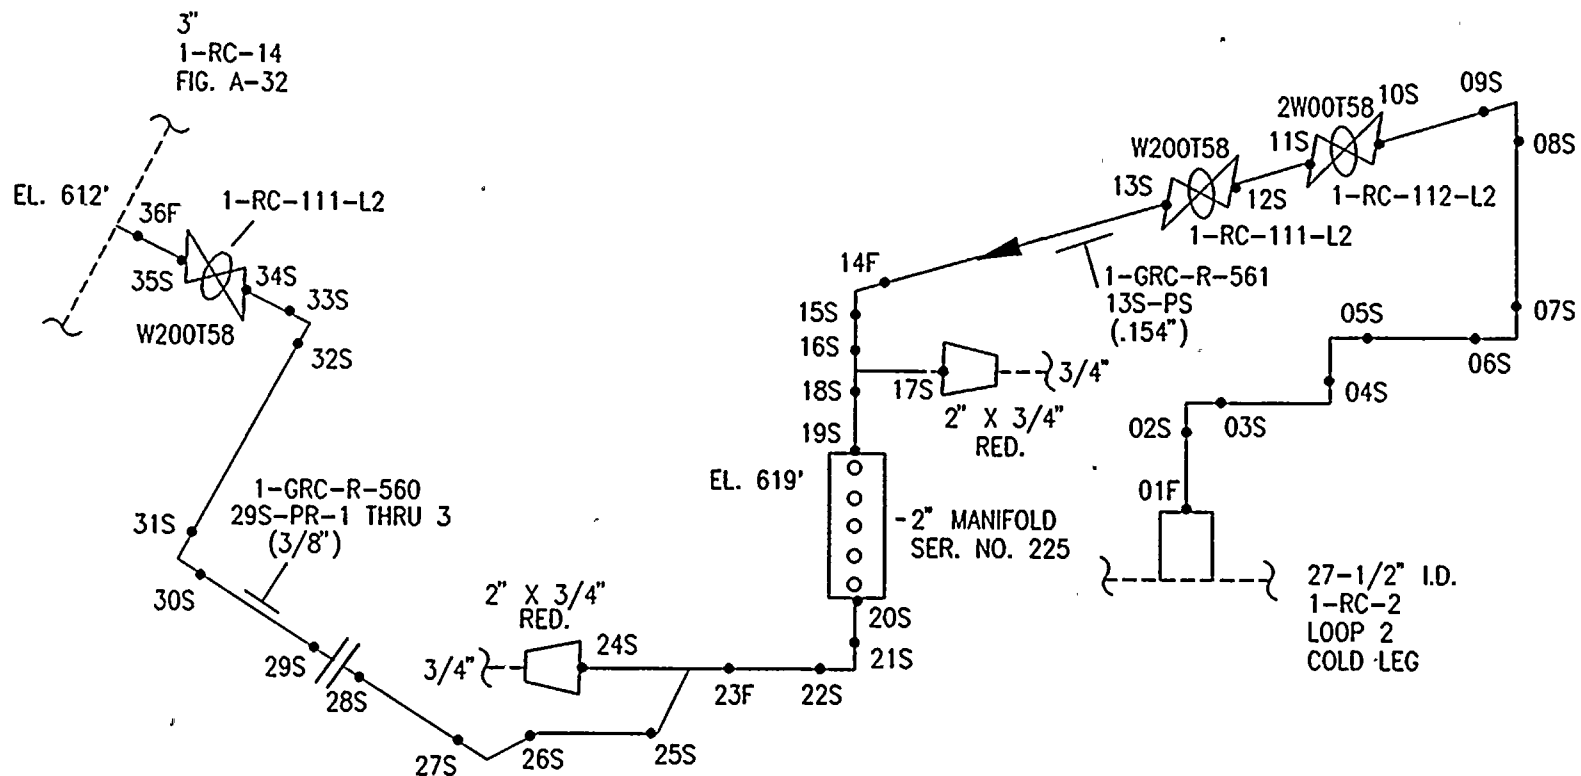 3"
1-RC-14
FIG. A-32
EL. 612'
36F
1-RC-111-L2
35S
34S
33S
W200T58
32S
31S
1-GRC-R-560
29S-PR-1 THRU 3
(3/8")
30S
29S
28S
27S
26S
25S
2" X 3/4"
RED.
3/4"
24S
23F
22S
21S
20S
EL. 619'
-2" MANIFOLD
SER. NO. 225
19S
18S
17S
3/4"
2" X 3/4"
RED.
16S
15S
14F
1-GRC-R-561
13S-PS
(.154")
13S
W200T58
1-RC-111-L2
12S
11S
2W00T58
1-RC-112-L2
10S
09S
08S
07S
06S
05S
04S
03S
02S
01F
27-1/2" I.D.
1-RC-2
LOOP 2
COLD LEG